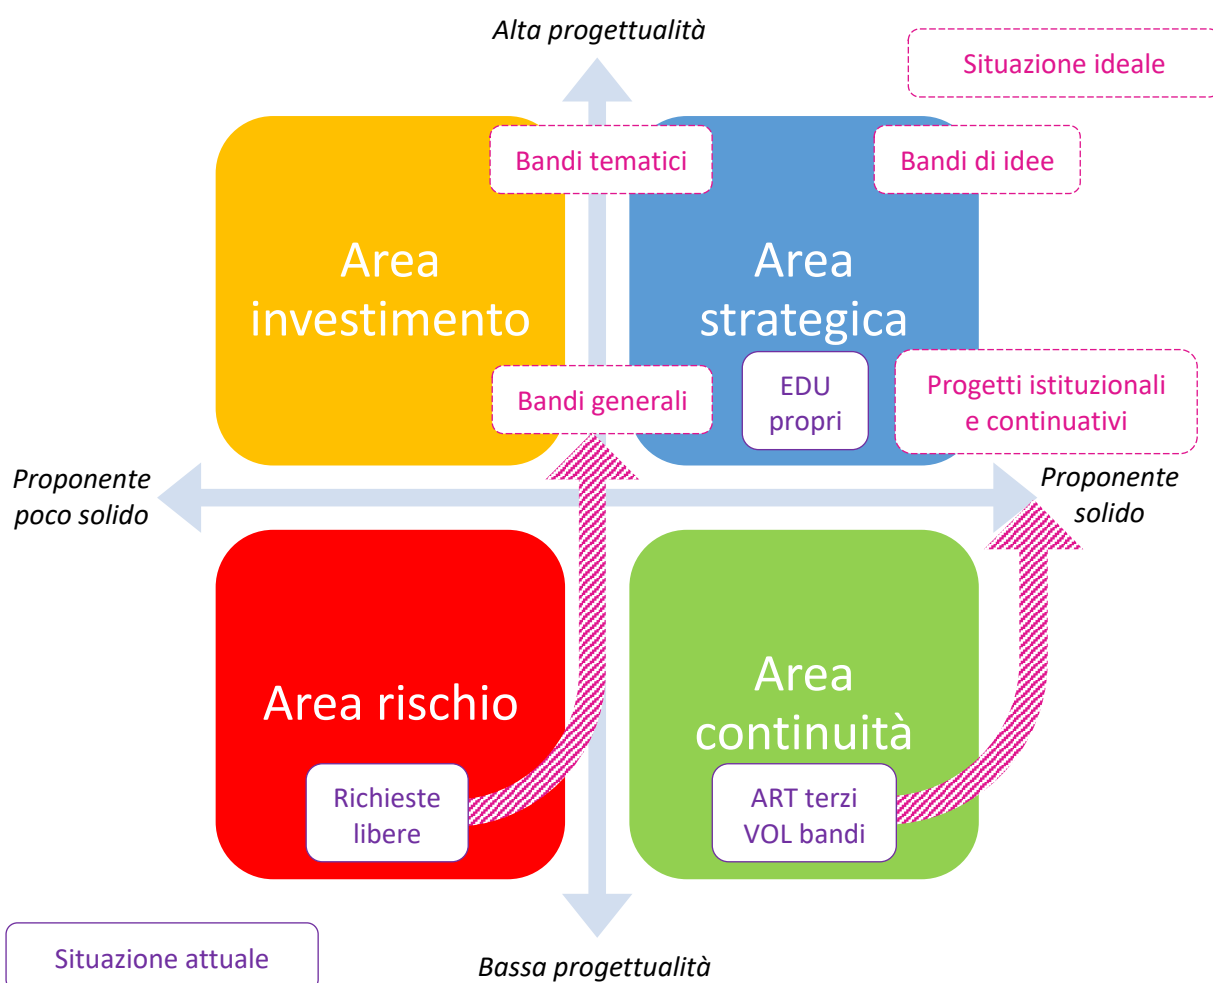 Alta progettualità
Situazione ideale
Bandi tematici
Bandi di idee
Area
investimento
Area
strategica
Bandi generali
EDU
propri
Progetti istituzionali
e continuativi
Proponente
poco solido
Proponente
solido
Area rischio
Area
continuità
Richieste
libere
ART terzi
VOL bandi
Situazione attuale
Bassa progettualità